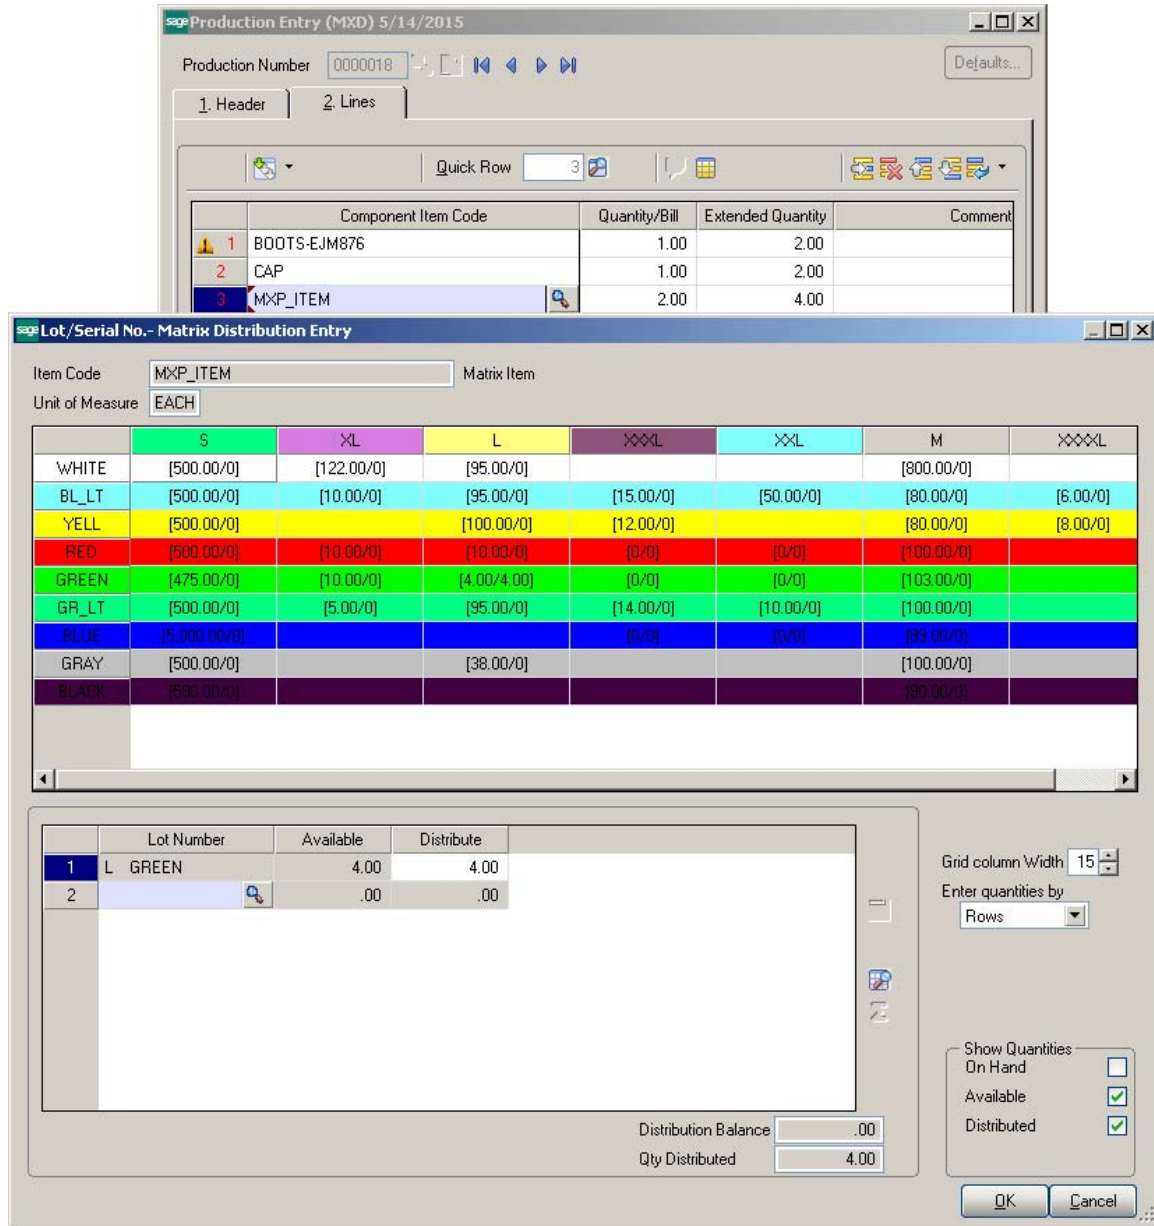 sage Production Entry (MXD) 5/14/2015
Production Number 0000018 Defaults...
1. Header 2. Lines
Quick Row 3
Component Item Code Quantity/Bill Extended Quantity Comment
1 BOOTS-EJM876 1.00 2.00
2 CAP 1.00 2.00
3 MXP_ITEM 2.00 4.00
sage Lot/Serial No.- Matrix Distribution Entry
Item Code MXP_ITEM Matrix Item
Unit of Measure EACH
S XL L XXXL XXL M XXXXL
WHITE [500.00/0] [122.00/0] [95.00/0] [800.00/0]
BL_LT [500.00/0] [10.00/0] [95.00/0] [15.00/0] [50.00/0] [80.00/0] [6.00/0]
YELL [500.00/0] [100.00/0] [12.00/0] [80.00/0] [8.00/0]
RED [500.00/0] [10.00/0] [10.00/0] [0/0] [0/0] [100.00/0]
GREEN [475.00/0] [10.00/0] [4.00/4.00] [0/0] [0/0] [103.00/0]
GR_LT [500.00/0] [5.00/0] [95.00/0] [14.00/0] [10.00/0] [100.00/0]
BLUE [5,000.00/0] [0/0] [0/0] [99.00/0]
GRAY [500.00/0] [38.00/0] [100.00/0]
BLACK [500.00/0] [90.00/0]
Lot Number Available Distribute
1 L GREEN 4.00 4.00
2 .00 .00
Grid column Width 15
Enter quantities by
Rows
Show Quantities
On Hand
Available
Distributed
Distribution Balance .00
Qty Distributed 4.00
OK Cancel